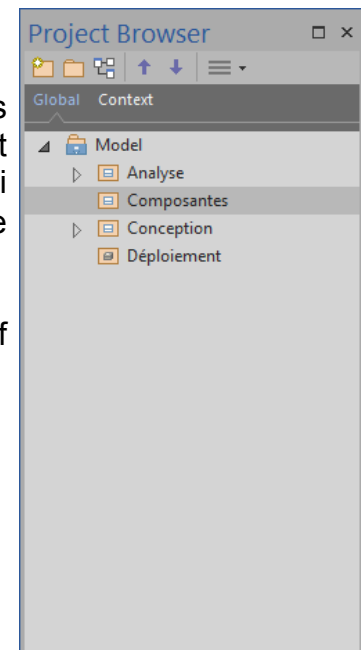 Project Browser
Global Context
Model
Analyse
Composantes
Conception
Déploiement
s
t
i
e
f